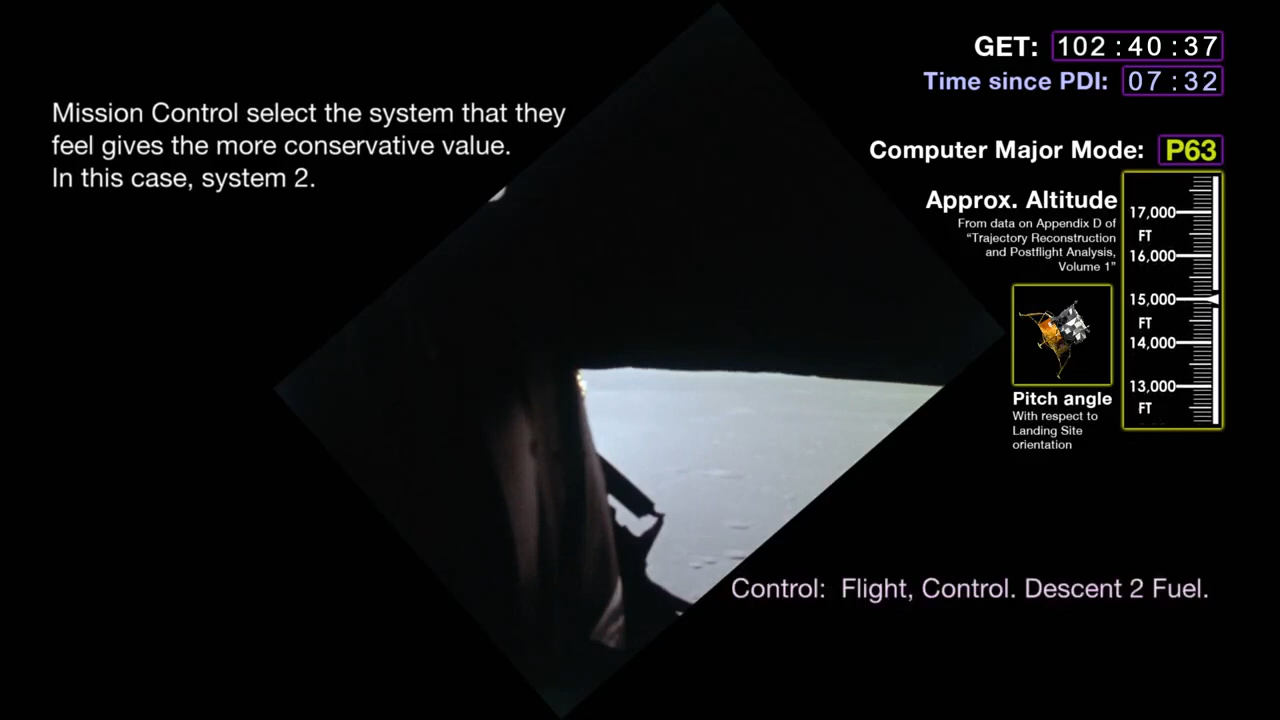 GET: 102:40:37
Time since PDI: 07:32
Mission Control select the system that they
feel gives the more conservative value.
In this case, system 2.
Computer Major Mode: P63
Approx. Altitude
From data on Appendix D of
“Trajectory Reconstruction
and Postflight Analysis,
Volume 1”
17,000
FT
16,000
15,000
FT
14,000
13,000
FT
Pitch angle
With respect to
Landing Site
orientation
Control: Flight, Control. Descent 2 Fuel.